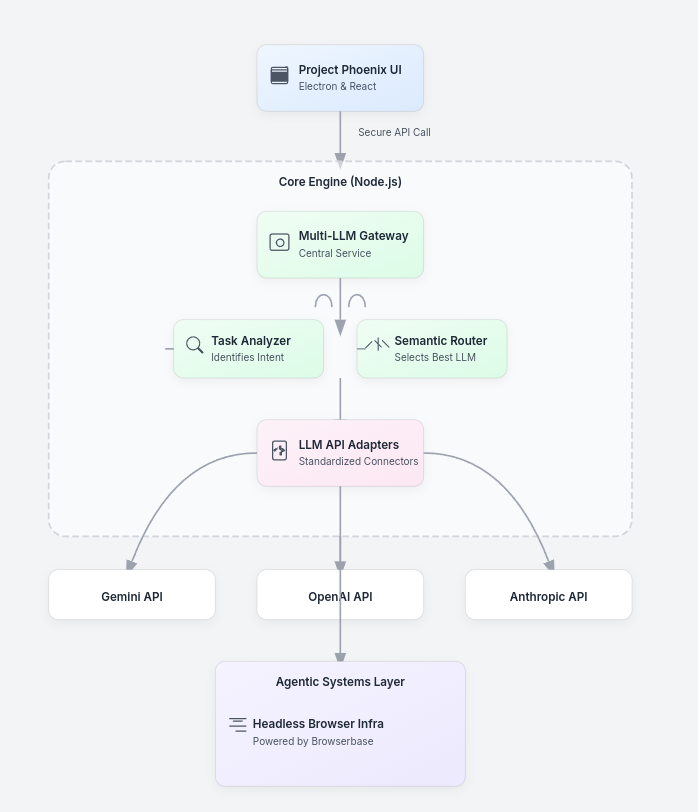 Project Phoenix UI
Electron & React
Secure API Call
Core Engine (Node.js)
Multi-LLM Gateway
Central Service
Task Analyzer
Identifies Intent
Semantic Router
Selects Best LLM
LLM API Adapters
Standardized Connectors
Gemini API
OpenAI API
Anthropic API
Agentic Systems Layer
Headless Browser Infra
Powered by Browserbase